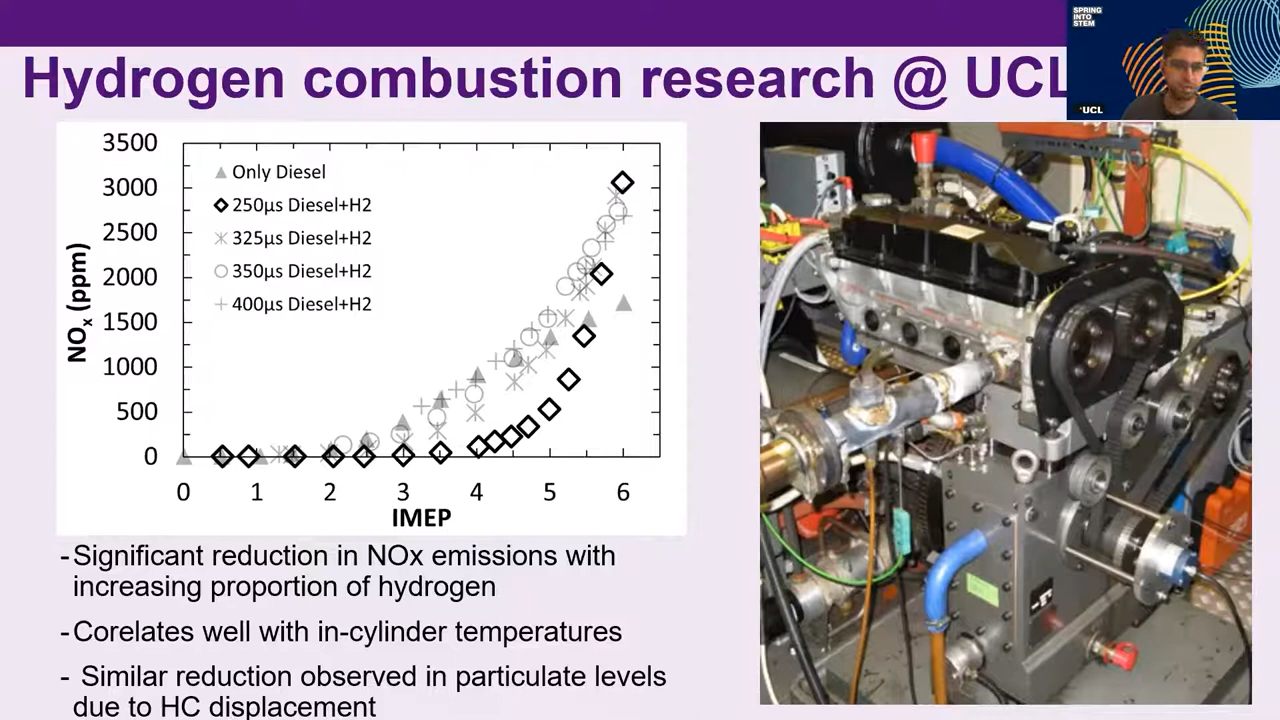 SPRING
INTO
STEM
Hydrogen combustion research @ UCL
UCL
3500
3000
2500
2000
1500
1000
500
0
NOx (ppm)
Only Diesel
250µs Diesel+H2
325µs Diesel+H2
350µs Diesel+H2
400µs Diesel+H2
0 1 2 3 4 5 6
IMEP
-Significant reduction in NOx emissions with
increasing proportion of hydrogen
-Corelates well with in-cylinder temperatures
- Similar reduction observed in particulate levels
due to HC displacement